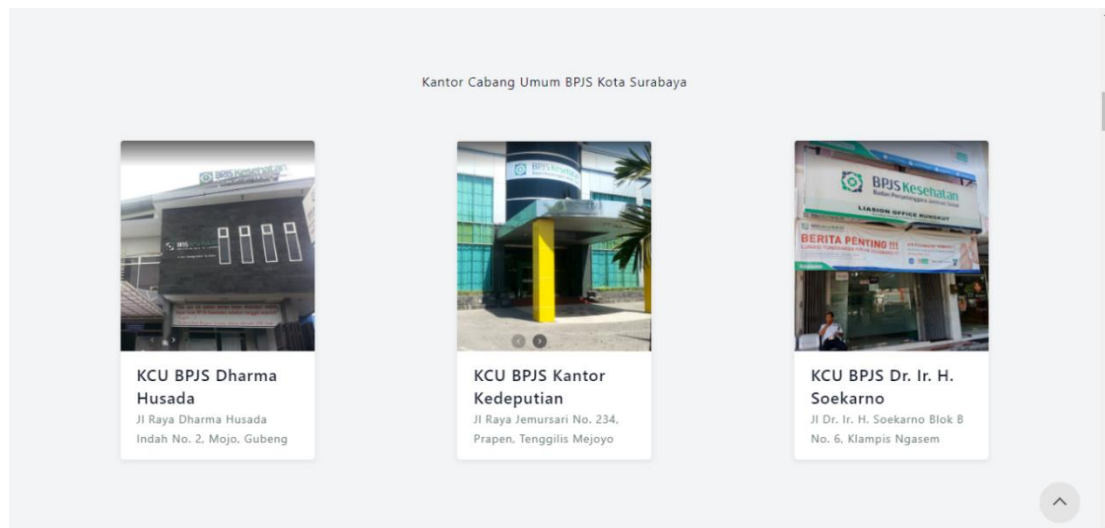 Kantor Cabang Umum BPJS Kota Surabaya
BPJS Kesehatan
BPJS Kesehatan
BPJS Kesehatan
Badan Penyelenggara Jaminan Sosial
LIASION OFFICE RUNGKUT
BERITA PENTING !!!
KCU BPJS Dharma
Husada
Jl Raya Dharma Husada
Indah No. 2, Mojo, Gubeng
KCU BPJS Kantor
Kedeputian
Jl Raya Jemursari No. 234,
Prapen, Tenggilis Mejoyo
KCU BPJS Dr. Ir. H.
Soekarno
Jl Dr. Ir. H. Soekarno Blok B
No. 6, Klampis Ngasem